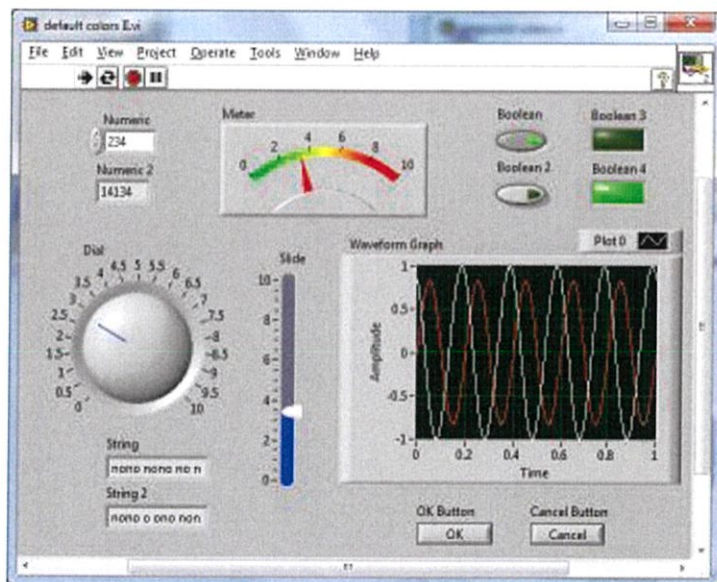 default colors E.vi
File Edit View Project Operate Tools Window Help
Numeric
234
Numeric 2
14134
Meter
0 2 4 6 8 10
Boolean
Boolean 3
Boolean 2
Boolean 4
Dial
0 0.5 1 1.5 2 2.5 3 3.5 4 4.5 5 5.5 6 6.5 7 7.5 8 8.5 9 9.5 10
Slide
10
8
6
4
2
0
Waveform Graph
Plot 0
Amplitude
1
0.5
0
-0.5
-1
0 0.2 0.4 0.6 0.8 1
Time
String
nono nono no n
String 2
nono o ono non
OK Button
OK
Cancel Button
Cancel